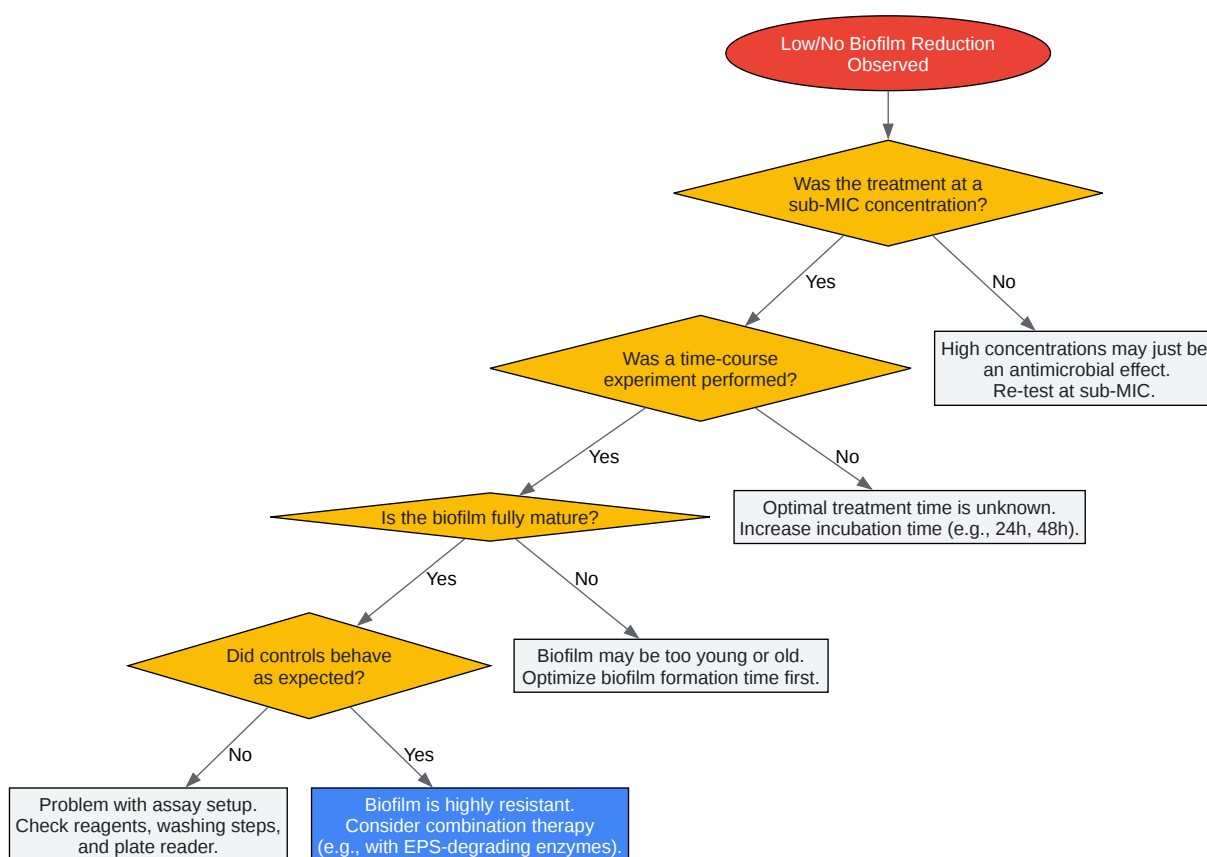 Low/No Biofilm Reduction
Observed
Was the treatment at a
sub-MIC concentration?
Yes
No
Was a time-course
experiment performed?
High concentrations may just be
an antimicrobial effect.
Re-test at sub-MIC.
Yes
No
Is the biofilm fully mature?
Optimal treatment time is unknown.
Increase incubation time (e.g., 24h, 48h).
Yes
No
Did controls behave
as expected?
Biofilm may be too young or old.
Optimize biofilm formation time first.
No
Yes
Problem with assay setup.
Check reagents, washing steps,
and plate reader.
Biofilm is highly resistant.
Consider combination therapy
(e.g., with EPS-degrading enzymes).